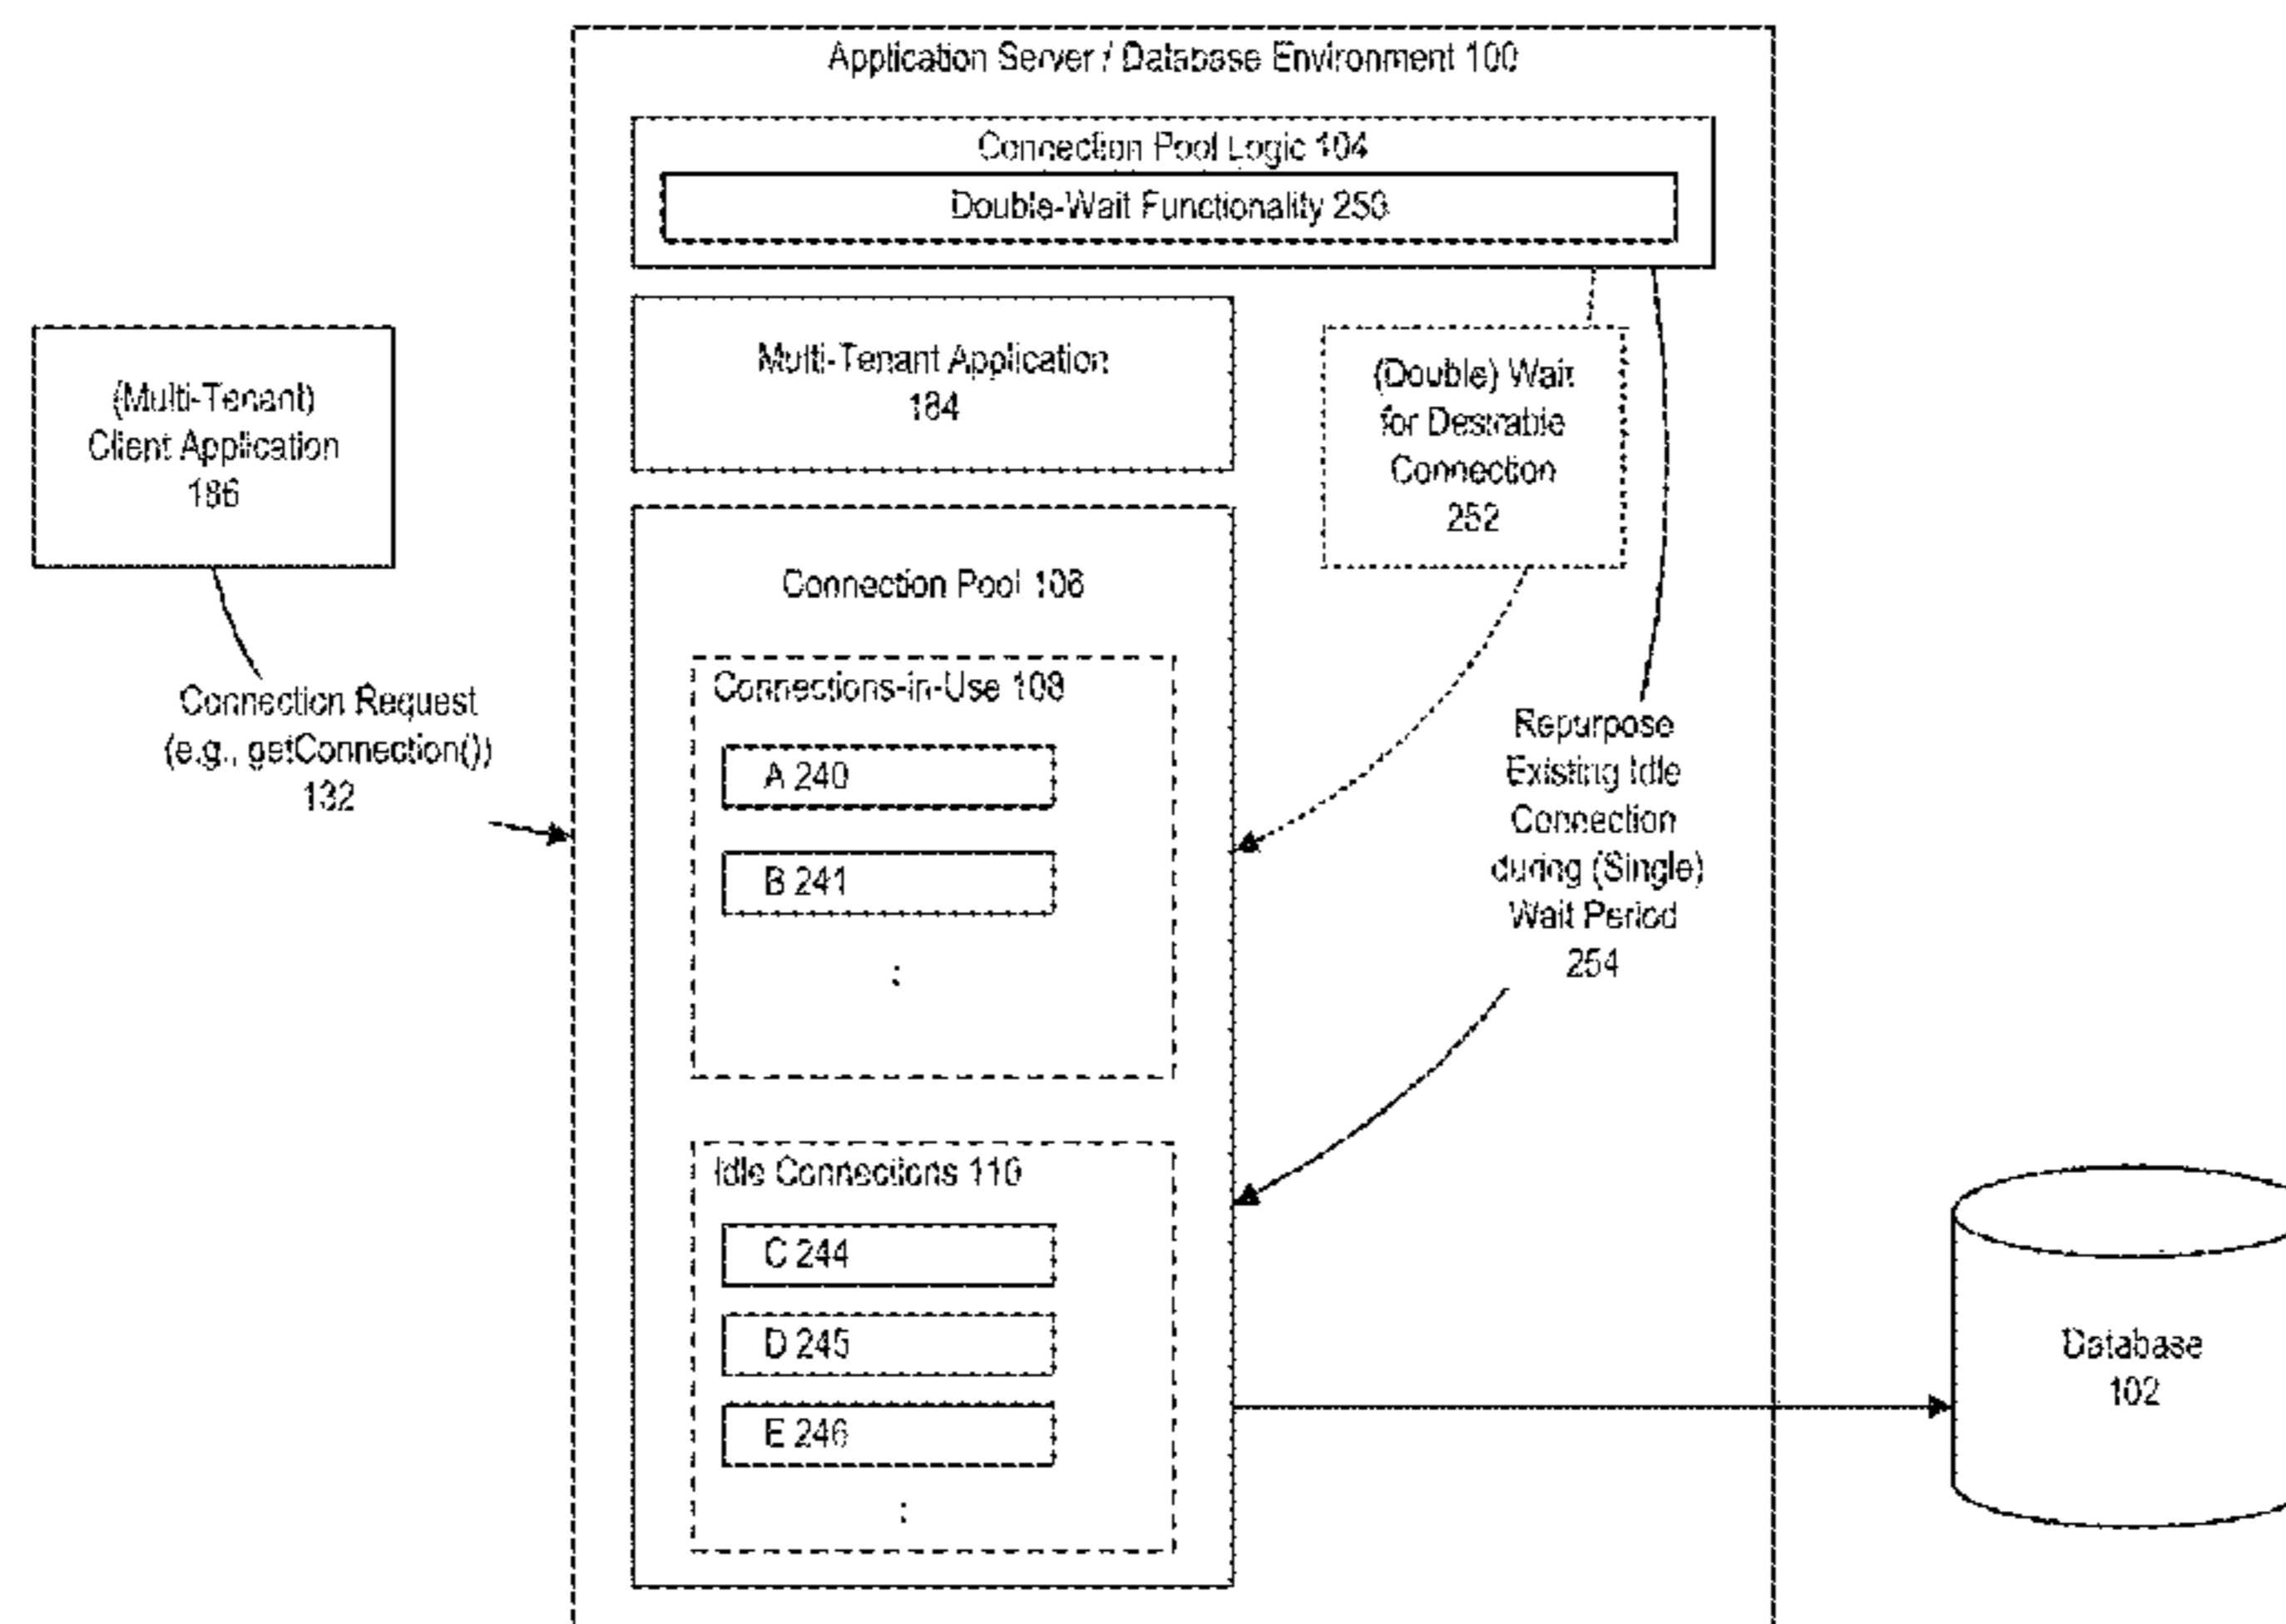 Application Server / Database Environment 100
Connection Pool Logic 104
Double-Wait Functionality 250
Multi-Tenant Application
184
(Multi-Tenant)
Client Application
186
(Double) Wait
for Desirable
Connection
252
Connection Pool 106
Connections-in-Use 108
A 240
B 241
Connection Request
(e.g., getConnection())
132
Repurpose
Existing Idle
Connection
during (Single)
Wait Period
254
Idle Connections 110
C 244
D 245
E 246
Database
102